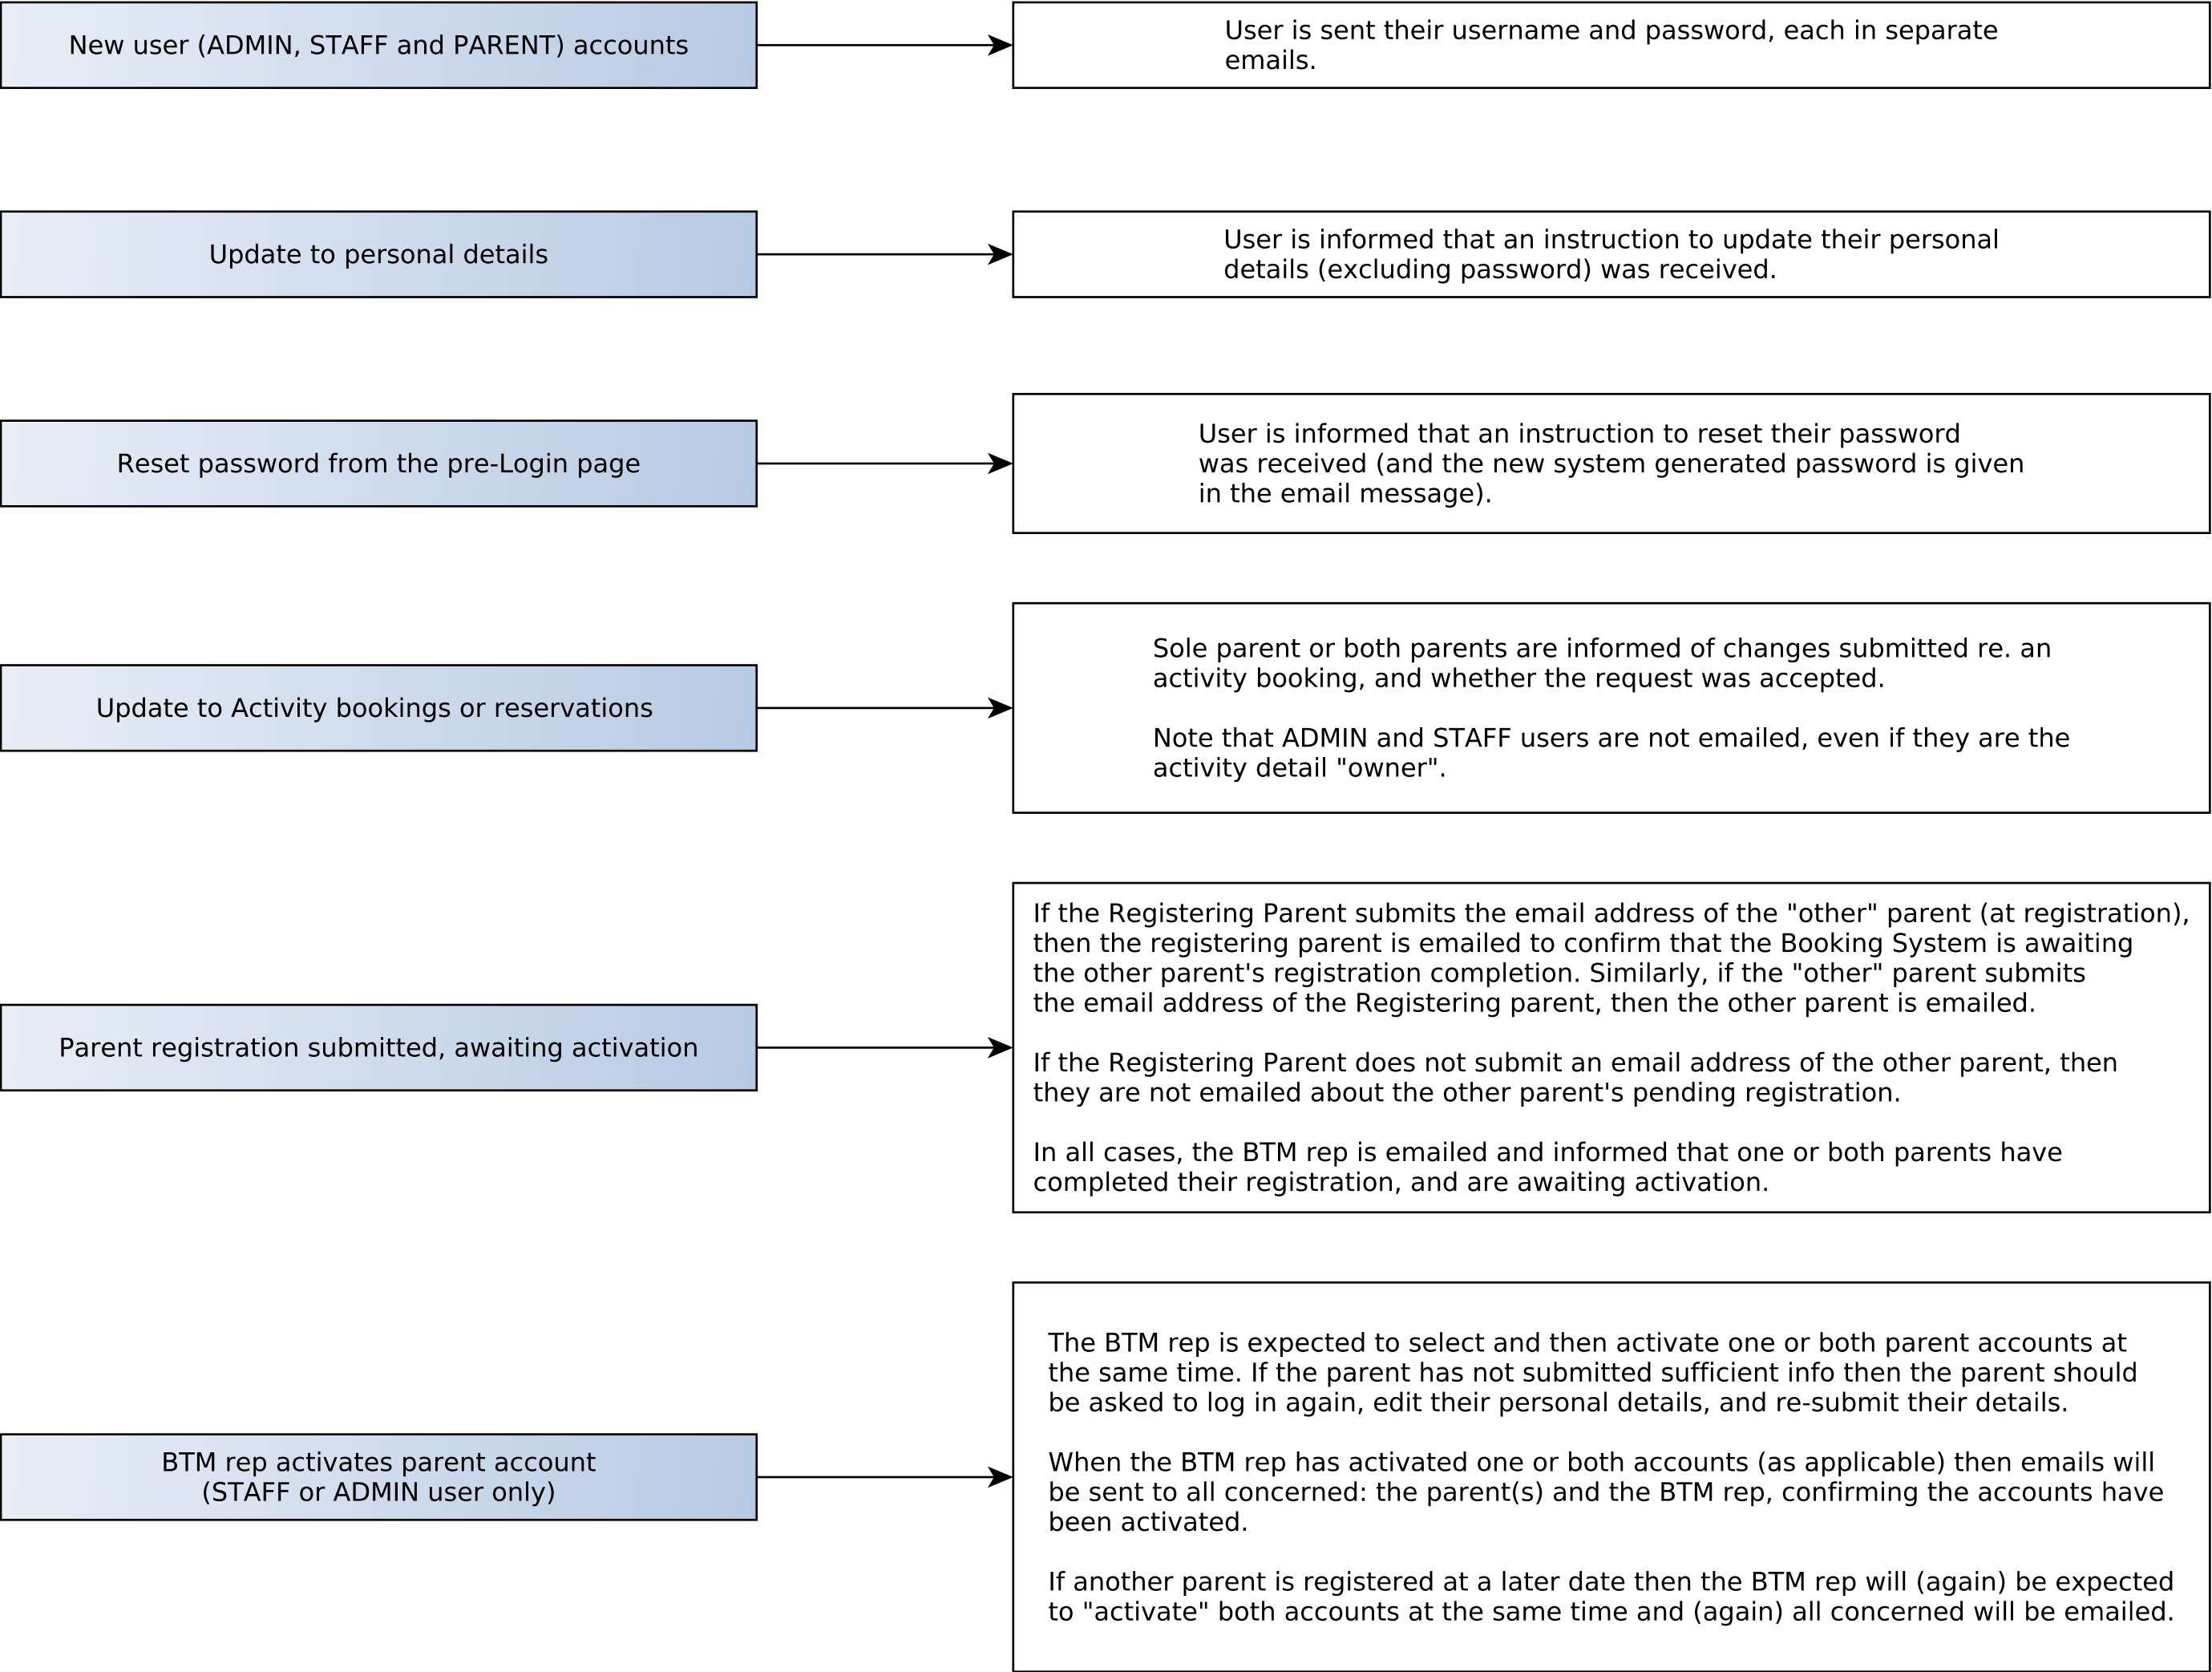 New user (ADMIN, STAFF and PARENT) accounts
User is sent their username and password, each in separate
emails.
Update to personal details
User is informed that an instruction to update their personal
details (excluding password) was received.
Reset password from the pre-Login page
User is informed that an instruction to reset their password
was received (and the new system generated password is given
in the email message).
Update to Activity bookings or reservations
Sole parent or both parents are informed of changes submitted re. an
activity booking, and whether the request was accepted.
Note that ADMIN and STAFF users are not emailed, even if they are the
activity detail "owner".
Parent registration submitted, awaiting activation
If the Registering Parent submits the email address of the "other" parent (at registration),
then the registering parent is emailed to confirm that the Booking System is awaiting
the other parent's registration completion. Similarly, if the "other" parent submits
the email address of the Registering parent, then the other parent is emailed.
If the Registering Parent does not submit an email address of the other parent, then
they are not emailed about the other parent's pending registration.
In all cases, the BTM rep is emailed and informed that one or both parents have
completed their registration, and are awaiting activation.
BTM rep activates parent account
(STAFF or ADMIN user only)
The BTM rep is expected to select and then activate one or both parent accounts at
the same time. If the parent has not submitted sufficient info then the parent should
be asked to log in again, edit their personal details, and re-submit their details.
When the BTM rep has activated one or both accounts (as applicable) then emails will
be sent to all concerned: the parent(s) and the BTM rep, confirming the accounts have
been activated.
If another parent is registered at a later date then the BTM rep will (again) be expected
to "activate" both accounts at the same time and (again) all concerned will be emailed.